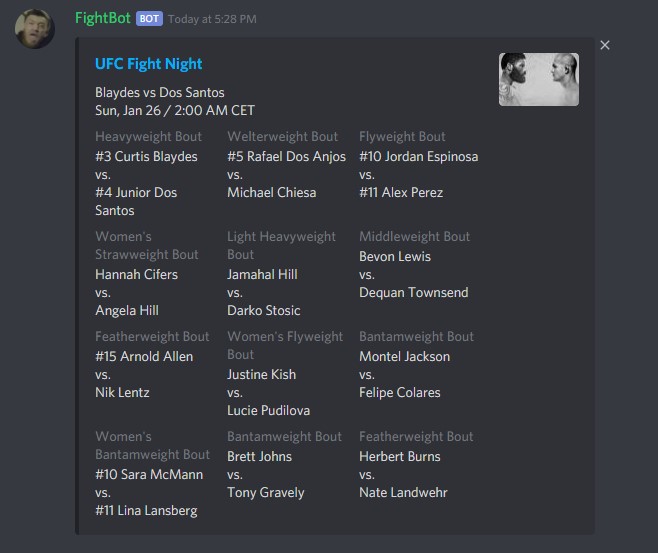 FightBot BOT Today at 5:28 PM
UFC Fight Night
Blaydes vs Dos Santos
Sun, Jan 26 / 2:00 AM CET
Heavyweight Bout
#3 Curtis Blaydes
vs.
#4 Junior Dos
Santos
Welterweight Bout
#5 Rafael Dos Anjos
vs.
Michael Chiesa
Flyweight Bout
#10 Jordan Espinosa
vs.
#11 Alex Perez
Women's
Strawweight Bout
Hannah Cifers
vs.
Angela Hill
Light Heavyweight
Bout
Jamahal Hill
vs.
Darko Stosic
Middleweight Bout
Bevon Lewis
vs.
Dequan Townsend
Featherweight Bout
#15 Arnold Allen
vs.
Nik Lentz
Women's Flyweight
Bout
Justine Kish
vs.
Lucie Pudilova
Bantamweight Bout
Montel Jackson
vs.
Felipe Colares
Women's
Bantamweight Bout
#10 Sara McMann
vs.
#11 Lina Lansberg
Bantamweight Bout
Brett Johns
vs.
Tony Gravely
Featherweight Bout
Herbert Burns
vs.
Nate Landwehr